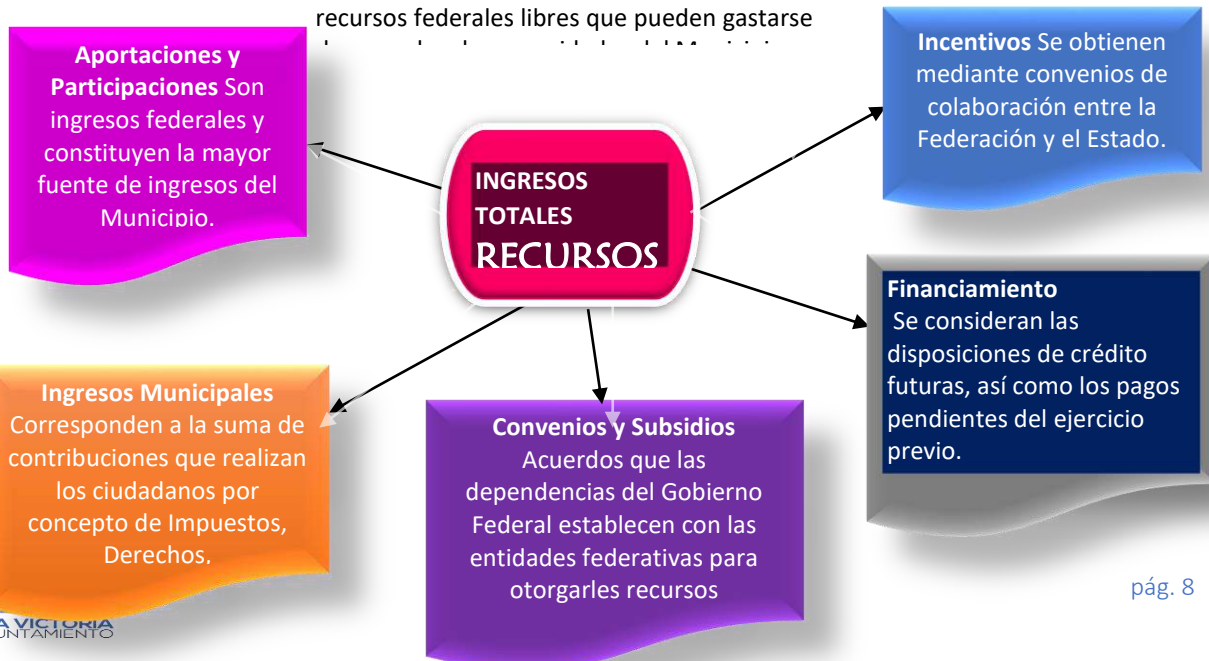 recursos federales libres que pueden gastarse
Aportaciones y
Participaciones Son
ingresos federales y
constituyen la mayor
fuente de ingresos del
Municipio.
Incentivos Se obtienen
mediante convenios de
colaboración entre la
Federación y el Estado.
INGRESOS
TOTALES
RECURSOS
Financiamiento
Se consideran las
disposiciones de crédito
futuras, así como los pagos
pendientes del ejercicio
previo.
Ingresos Municipales
Corresponden a la suma de
contribuciones que realizan
los ciudadanos por
concepto de Impuestos,
Derechos,
Convenios y Subsidios
Acuerdos que las
dependencias del Gobierno
Federal establecen con las
entidades federativas para
otorgarles recursos
pág. 8
A VICTORIA
UNTAMIENTO